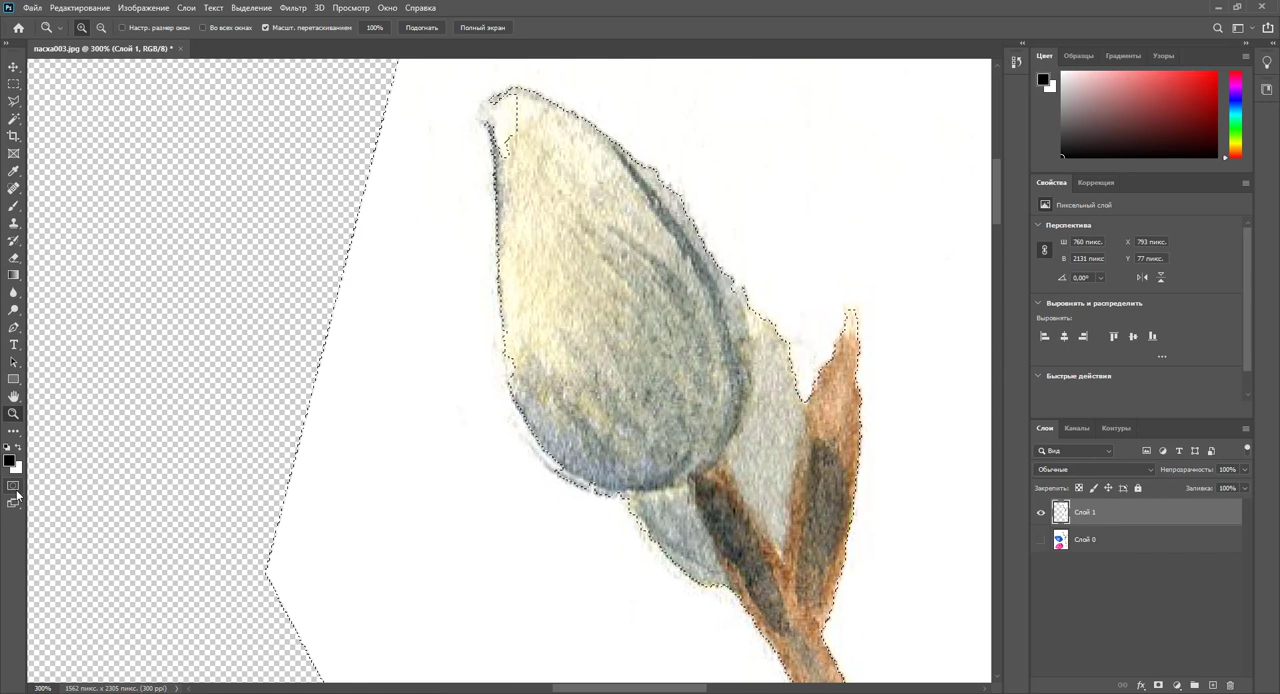 Файл Редактирование Изображение Слои Текст Выделение Фильтр 3D Просмотр Окно Справка
Настр. размер окон Во всех окнах Масшт. перетаскиванием 100% Подогнать Полный экран
пасха003.jpg @ 300% (Слой 1, RGB/8) *
Цвет Образцы Градиенты Узоры
Свойства Коррекция
Пиксельный слой
Перспектива
Ш 760 пикс. X 793 пикс.
В 2131 пикс Y 77 пикс.
0,00°
Выровнять и распределить
Выровнять:
Быстрые действия
Слои Каналы Контуры
Вид
Обычные Непрозрачность: 100%
Закрепить: Заливка: 100%
Слой 1
Слой 0
300% 1562 пикс. x 2305 пикс. (300 ppi)